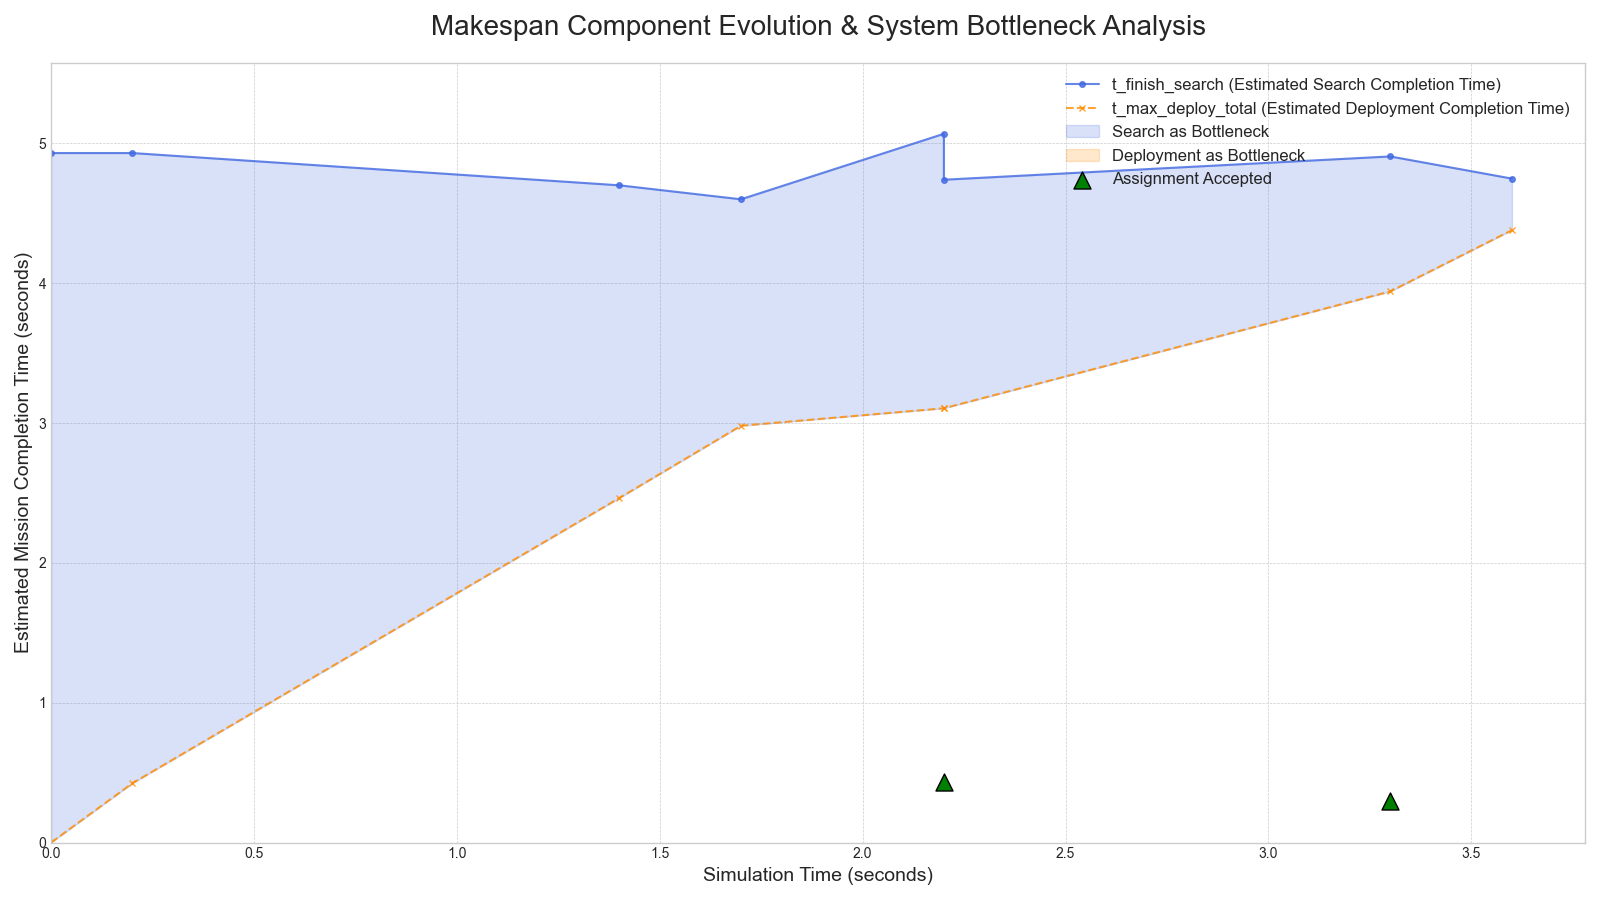 Makespan Component Evolution & System Bottleneck Analysis
t_finish_search (Estimated Search Completion Time)
t_max_deploy_total (Estimated Deployment Completion Time)
Search as Bottleneck
Deployment as Bottleneck
Assignment Accepted
Estimated Mission Completion Time (seconds)
5
4
3
2
1
0
0.0 0.5 1.0 1.5 2.0 2.5 3.0 3.5
Simulation Time (seconds)